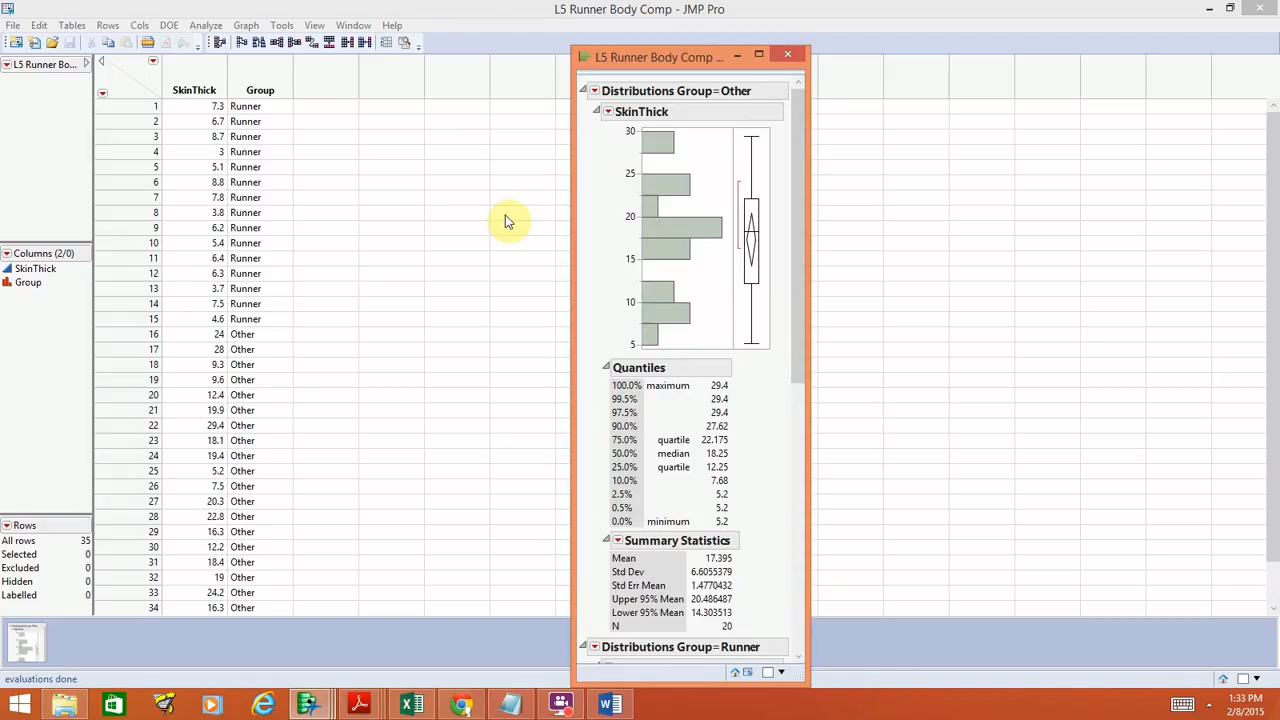 L5 Runner Body Comp - JMP Pro
File Edit Tables Rows Cols DOE Analyze Graph Tools View Window Help
L5 Runner Bo...
SkinThick Group
1 7.3 Runner
2 6.7 Runner
3 8.7 Runner
4 3 Runner
5 5.1 Runner
6 8.8 Runner
7 7.8 Runner
8 3.8 Runner
9 6.2 Runner
10 5.4 Runner
11 6.4 Runner
12 6.3 Runner
13 3.7 Runner
14 7.5 Runner
15 4.6 Runner
16 24 Other
17 28 Other
18 9.3 Other
19 9.6 Other
20 12.4 Other
21 19.9 Other
22 29.4 Other
23 18.1 Other
24 19.4 Other
25 5.2 Other
26 7.5 Other
27 20.3 Other
28 22.8 Other
29 16.3 Other
30 12.2 Other
31 18.4 Other
32 19 Other
33 24.2 Other
34 16.3 Other
Columns (2/0)
SkinThick
Group
Rows
All rows 35
Selected 0
Excluded 0
Hidden 0
Labelled 0
L5 Runner Body Comp ...
Distributions Group=Other
SkinThick
30
25
20
15
10
5
Quantiles
100.0% maximum 29.4
99.5% 29.4
97.5% 29.4
90.0% 27.62
75.0% quartile 22.175
50.0% median 18.25
25.0% quartile 12.25
10.0% 7.68
2.5% 5.2
0.5% 5.2
0.0% minimum 5.2
Summary Statistics
Mean 17.395
Std Dev 6.6055379
Std Err Mean 1.4770432
Upper 95% Mean 20.486487
Lower 95% Mean 14.303513
N 20
Distributions Group=Runner
evaluations done
1:33 PM
2/8/2015